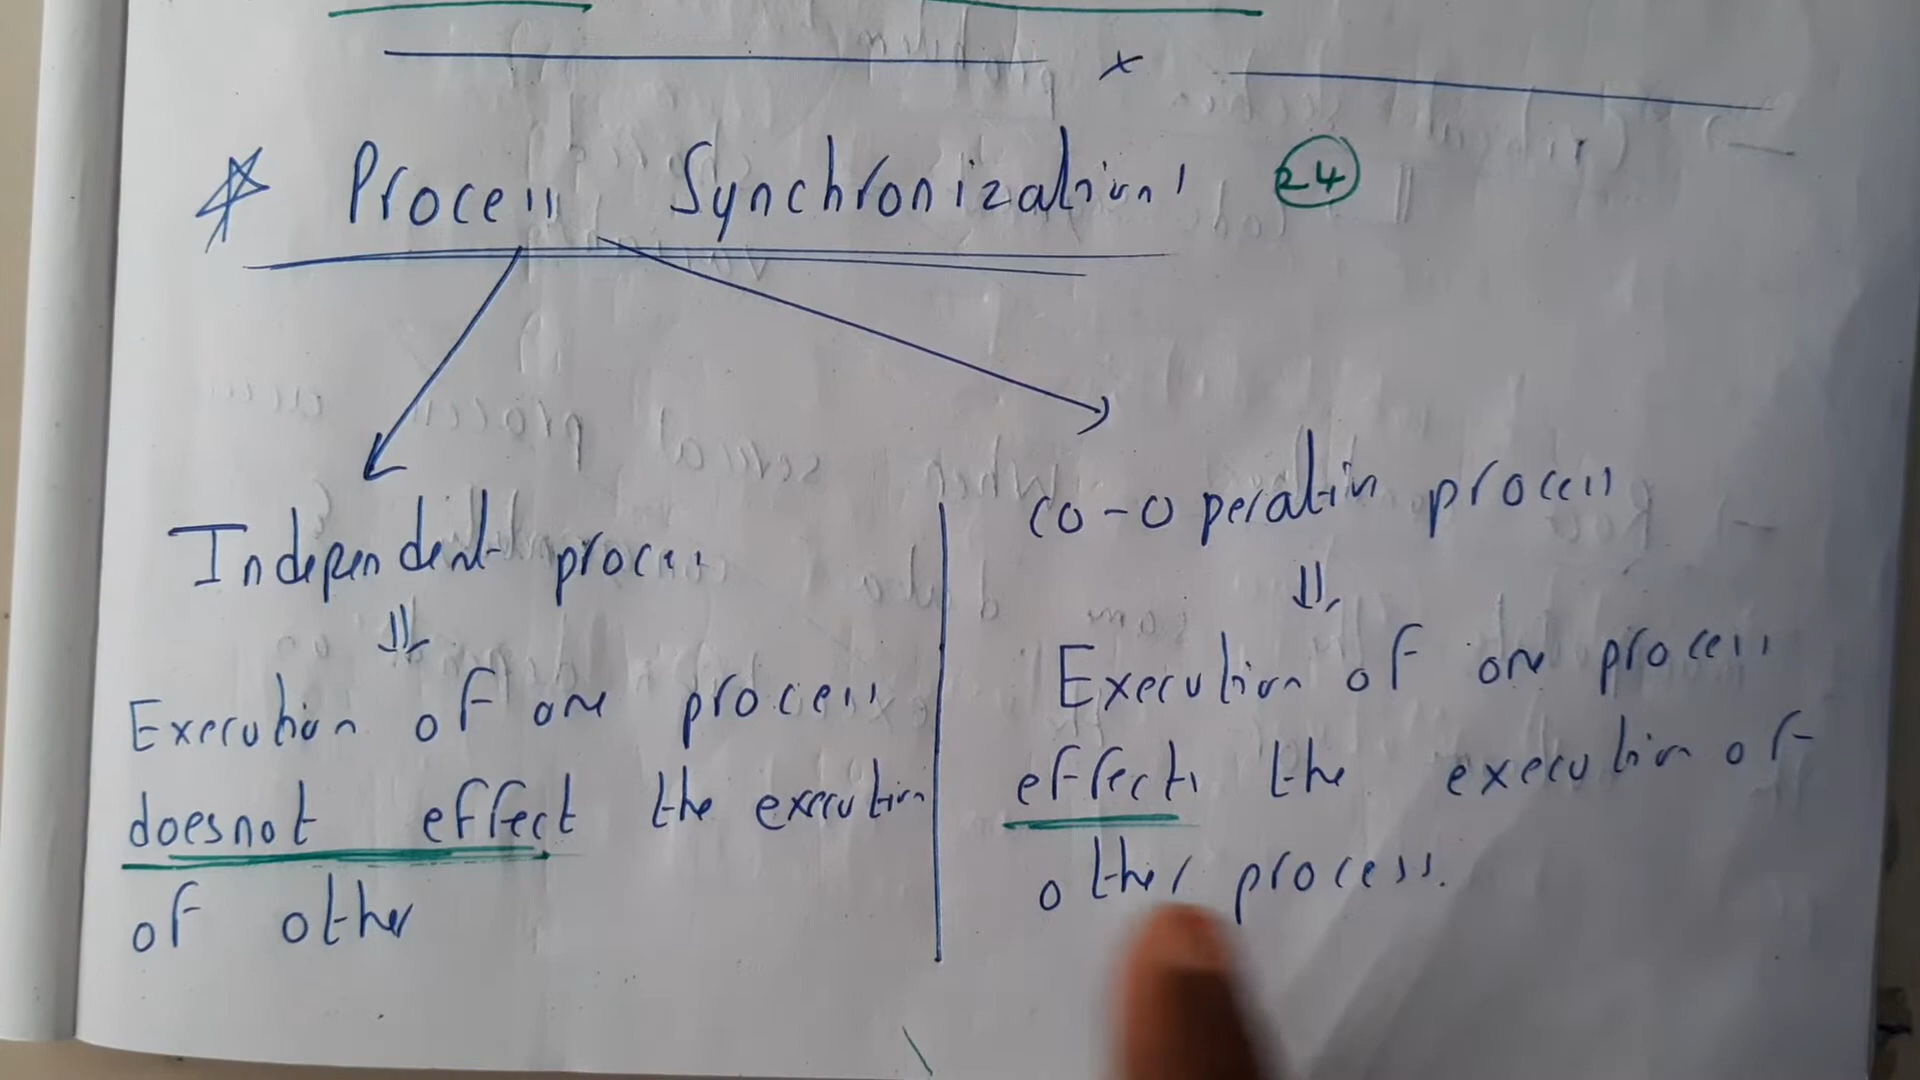 * Process Synchronization: 24
Independent process
Execution of one process
doesnot effect the execution
of other
co-operatin process
Execution of one process
effects the execution of
other process.